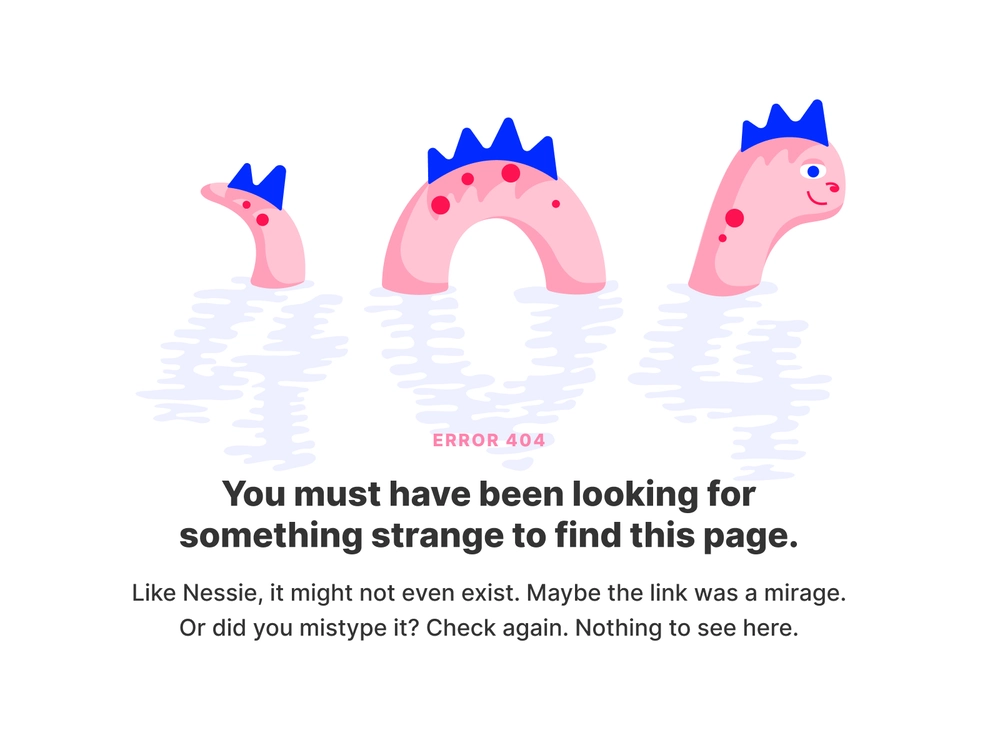 404
ERROR 404
You must have been looking for
something strange to find this page.
Like Nessie, it might not even exist. Maybe the link was a mirage.
Or did you mistype it? Check again. Nothing to see here.